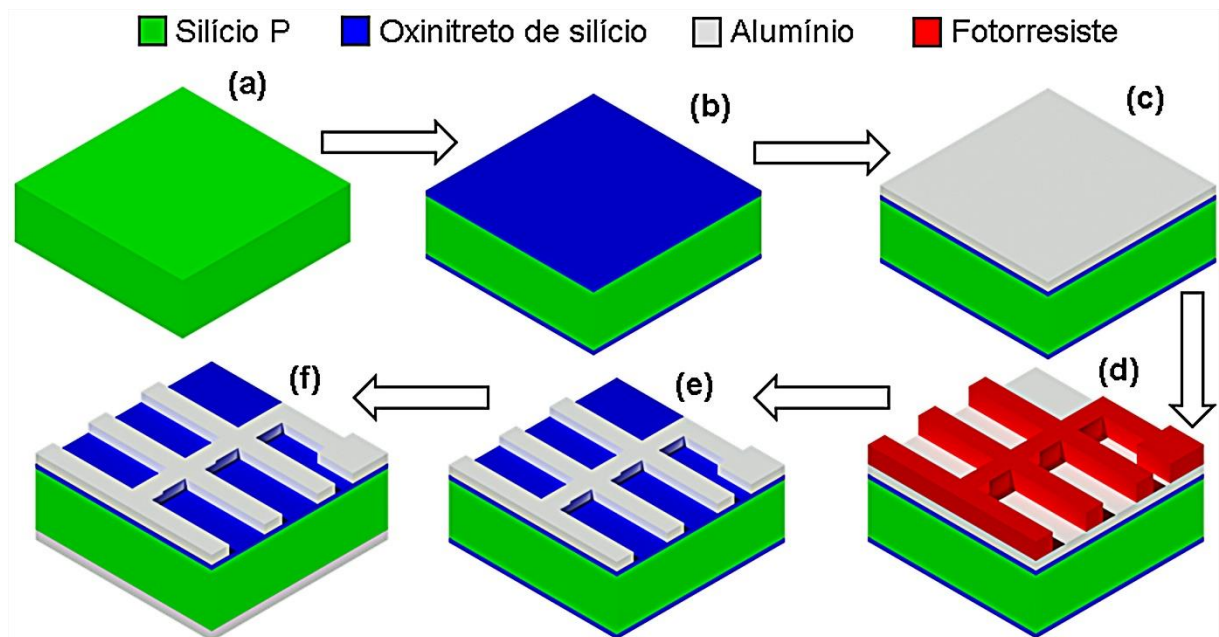 Silício P Oxinitreto de silício Alumínio Fotorresiste
(a) (b) (c)
(f) (e) (d)